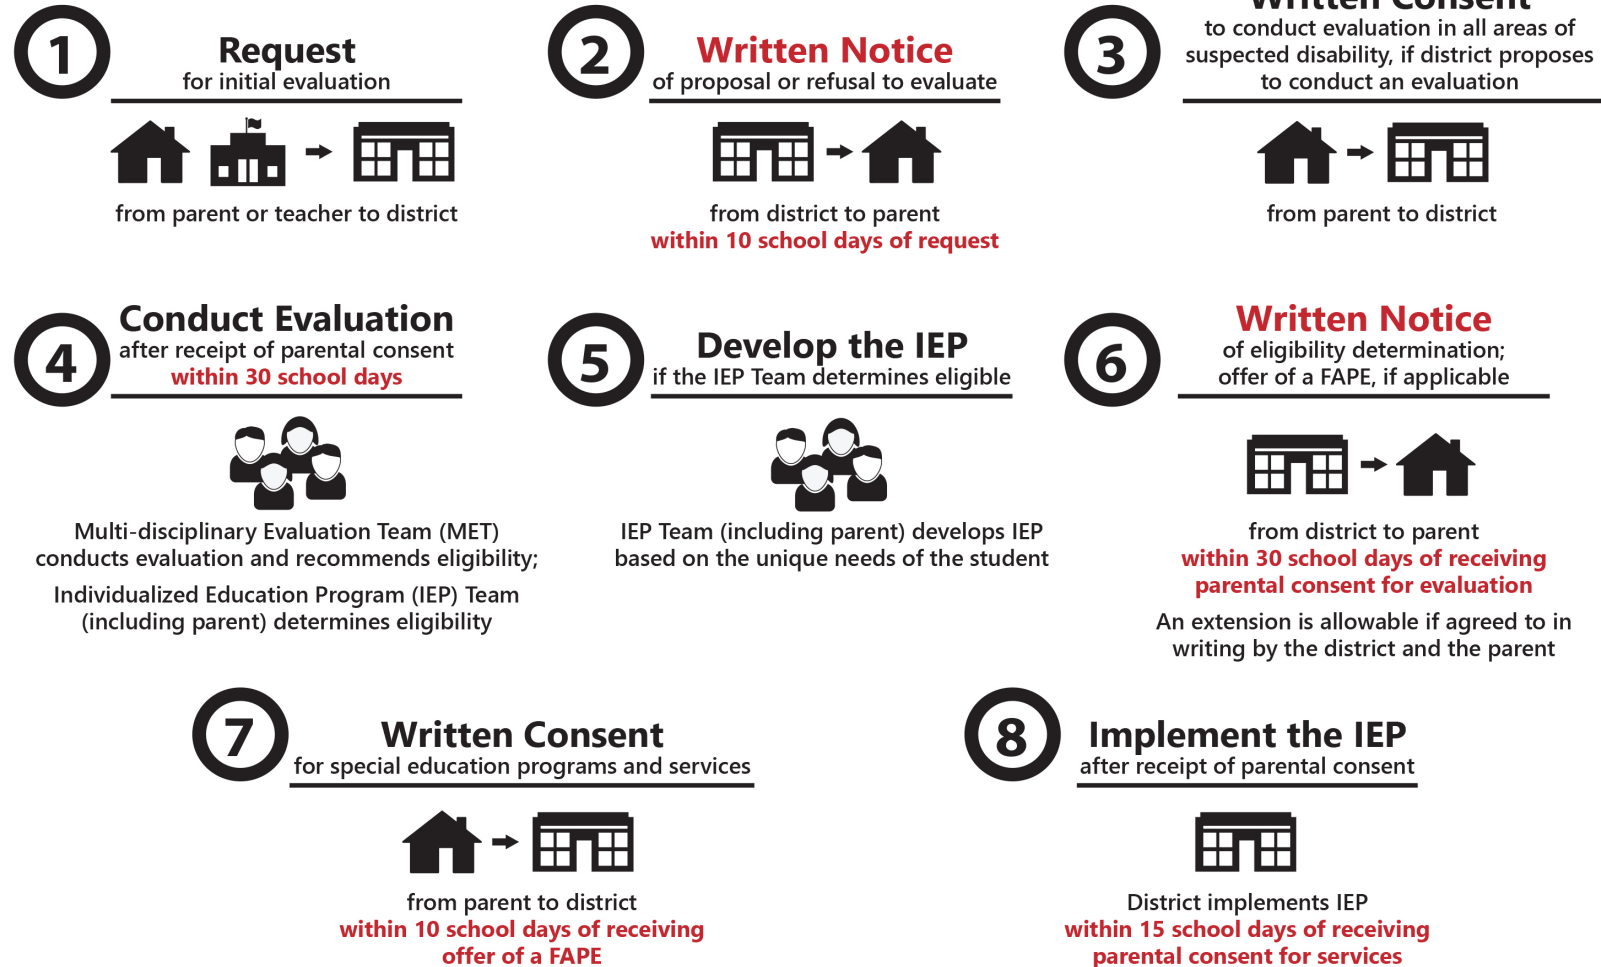 1
Request
for initial evaluation
from parent or teacher to district
2
Written Notice
of proposal or refusal to evaluate
from district to parent
within 10 school days of request
3
Written Consent
to conduct evaluation in all areas of
suspected disability, if district proposes
to conduct an evaluation
from parent to district
4
Conduct Evaluation
after receipt of parental consent
within 30 school days
Multi-disciplinary Evaluation Team (MET)
conducts evaluation and recommends eligibility;
Individualized Education Program (IEP) Team
(including parent) determines eligibility
5
Develop the IEP
if the IEP Team determines eligible
IEP Team (including parent) develops IEP
based on the unique needs of the student
6
Written Notice
of eligibility determination;
offer of a FAPE, if applicable
from district to parent
within 30 school days of receiving
parental consent for evaluation
An extension is allowable if agreed to in
writing by the district and the parent
7
Written Consent
for special education programs and services
from parent to district
within 10 school days of receiving
offer of a FAPE
8
Implement the IEP
after receipt of parental consent
District implements IEP
within 15 school days of receiving
parental consent for services